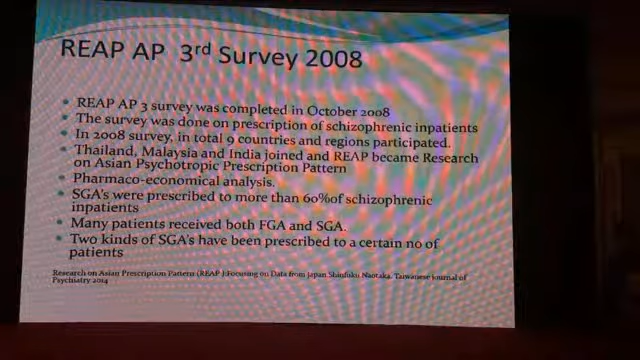 REAP AP 3rd Survey 2008
REAP AP 3 survey was completed in October 2008
The survey was done on prescription of schizophrenic inpatients
In 2008 survey, in total 9 countries and regions participated.
Thailand, Malaysia and India joined and REAP became Research
on Asian Psychotropic Prescription Pattern
Pharmaco-economical analysis.
SGA's were prescribed to more than 60%of schizophrenic
inpatients
Many patients received both FGA and SGA.
Two kinds of SGA's have been prescribed to a certain no of
patients
Research on Asian Prescription Pattern (REAP ):Focusing on Data from Japan Shinfuku Naotaka, Taiwanese Journal of
Psychiatry 2014